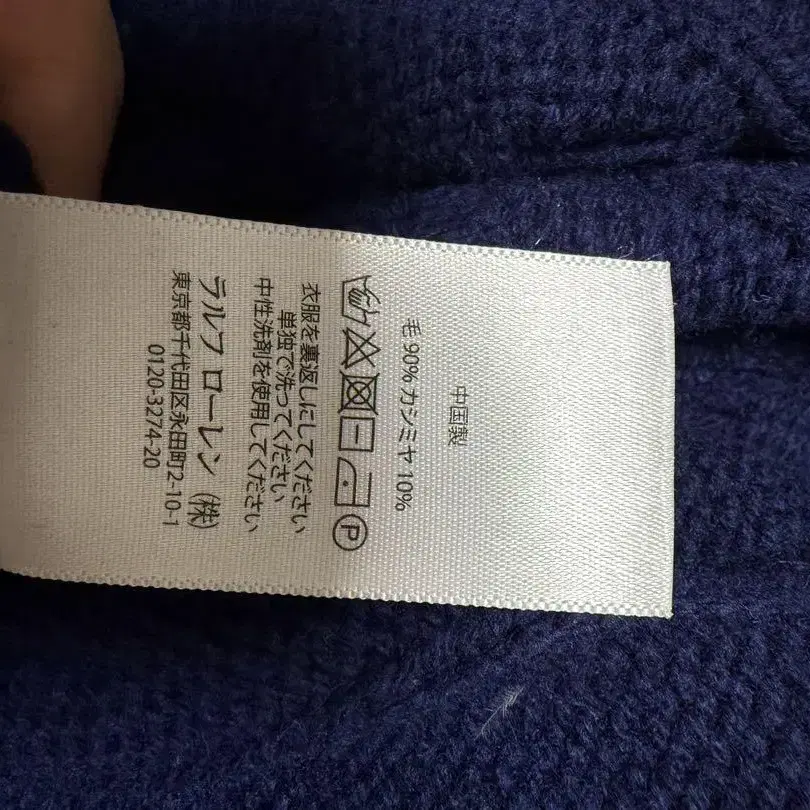 中国製
毛 90% カシミヤ 10%
P
衣服を裏返しにしてください
単独で洗ってください
中性洗剤を使用してください
ラルフ ローレン (株)
東京都千代田区永田町2-10-1
0120-3274-20